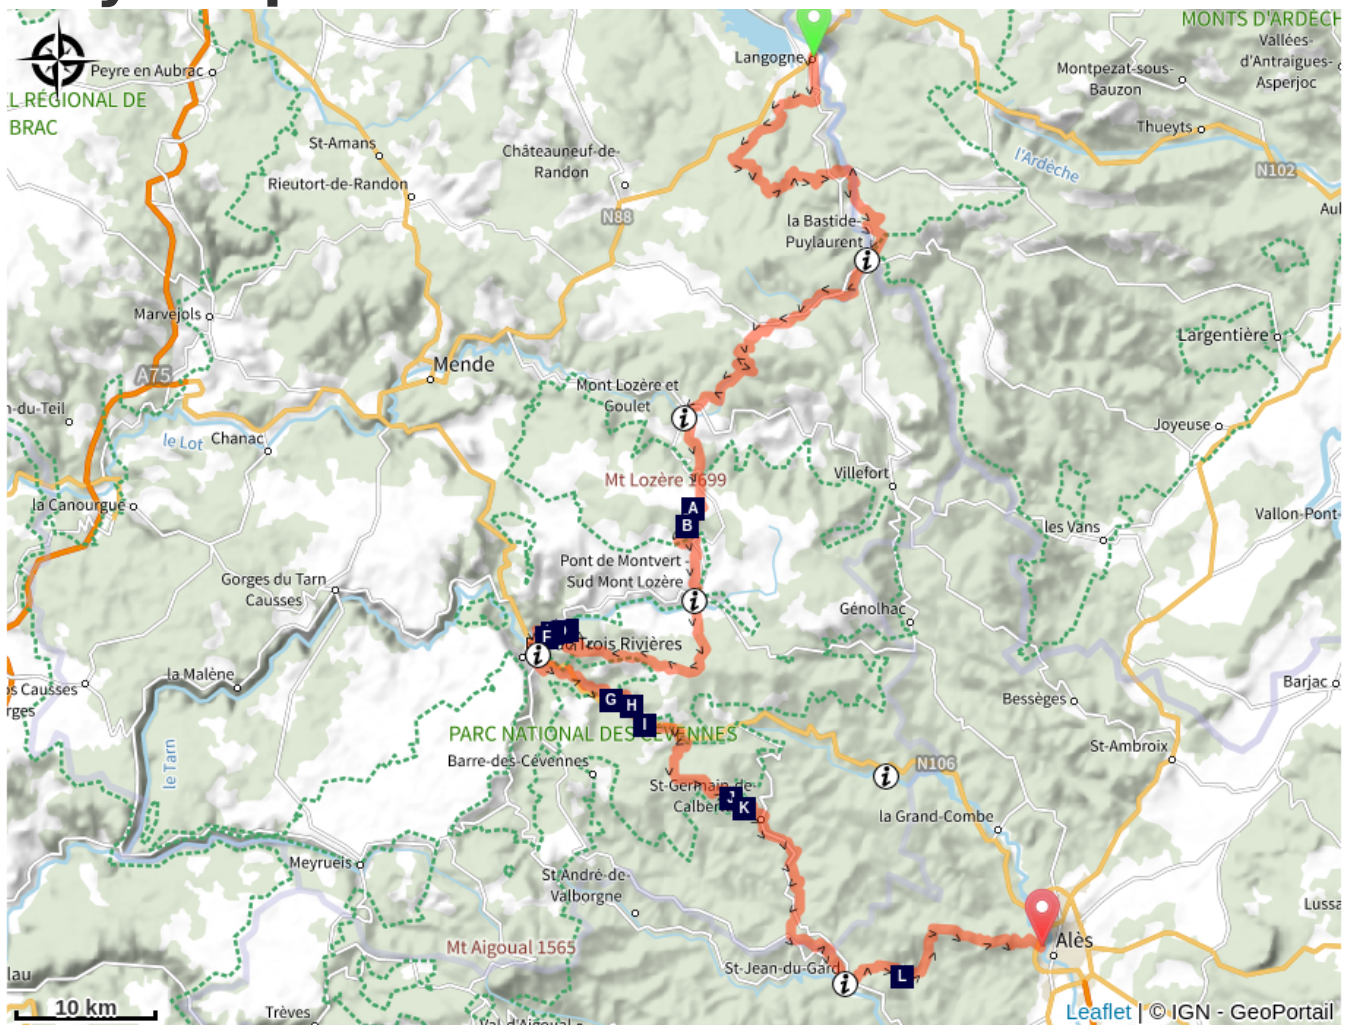 MONTS D'ARDÈCH
Langogne
Vallées-
d'Antraigues-
Asperjoc
Peyre en Aubrac
Montpezat-sous-
Bauzon
L RÉGIONAL DE
BRAC
Thueyts
St-Amans
Châteauneuf-de-
Randon
l'Ardèche
N102
Rieutort-de-Randon
Aul
N88
la Bastide-
Puylaurent
i
Marvejols
Largentière
A75
Mende
Mont Lozère et
Goulet
i
n-du-Teil
le Lot
Chanac
Joyeuse
Villefort
Mt Lozère 1699
la Canourgue
A
B
Vallon-Pont-
les Vans
Pont de Montvert -
Sud Mont Lozère
Gorges du Tarn
Causses
i
Génolhac
F
Trois Rivières
i
la Malène
os Causses
rges
Barjac
G
H
I
Bessèges
PARC NATIONAL DES CÉVENNES
St-Ambroix
le Tarn
Barre-des-Cévennes
N106
i
St-Germain-de-
Calber
J
K
la Grand-Combe
Meyrueis
St-André-de-
Valborgne
Lussa
Mt Aigoual 1565
Alès
St-Jean-du-Gard
L
i
lau
10 km
Trèves
Val-d'Aigoual
Leaflet | © IGN - GeoPortail